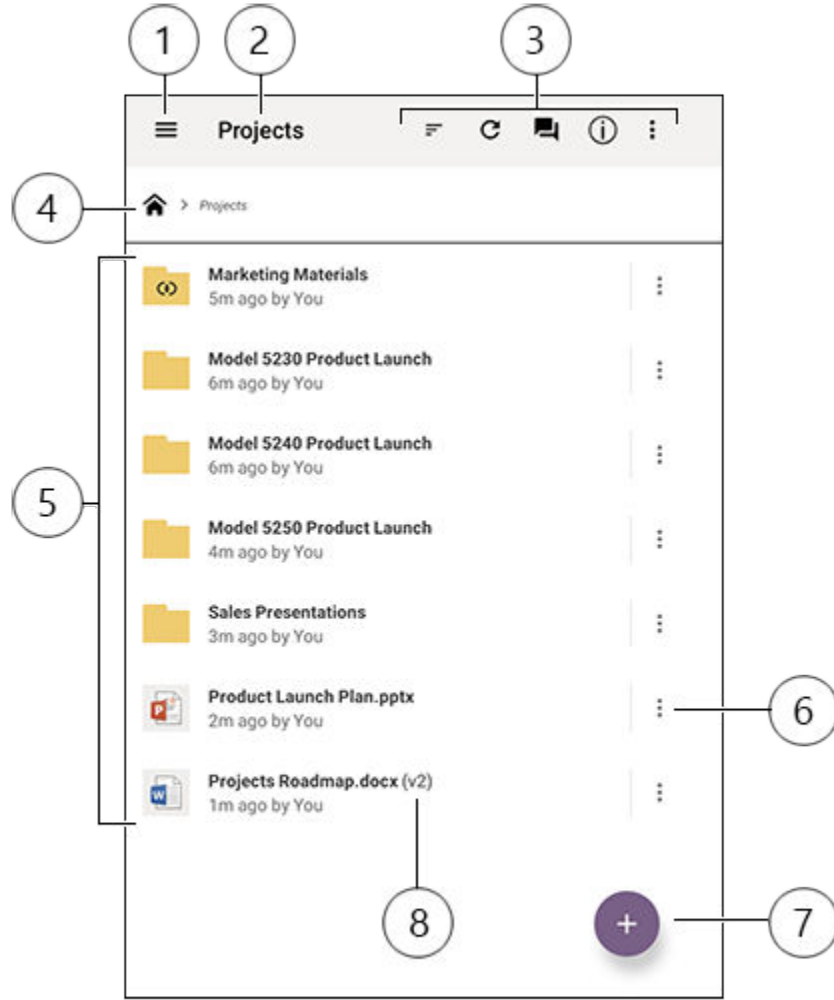 1
2
3
Projects
4
Projects
5
Marketing Materials
5m ago by You
Model 5230 Product Launch
6m ago by You
Model 5240 Product Launch
6m ago by You
Model 5250 Product Launch
4m ago by You
Sales Presentations
3m ago by You
Product Launch Plan.pptx
2m ago by You
6
Projects Roadmap.docx (v2)
1m ago by You
8
7